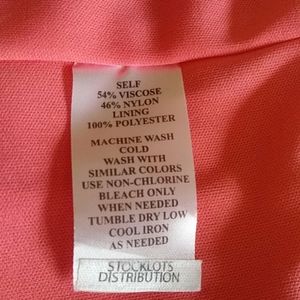 SELF
54% VISCOSE
46% NYLON
LINING
100% POLYESTER
MACHINE WASH
COLD
WASH WITH
SIMILAR COLORS
USE NON-CHLORINE
BLEACH ONLY
WHEN NEEDED
TUMBLE DRY LOW
COOL IRON
AS NEEDED
STOCKLOTS
DISTRIBUTION